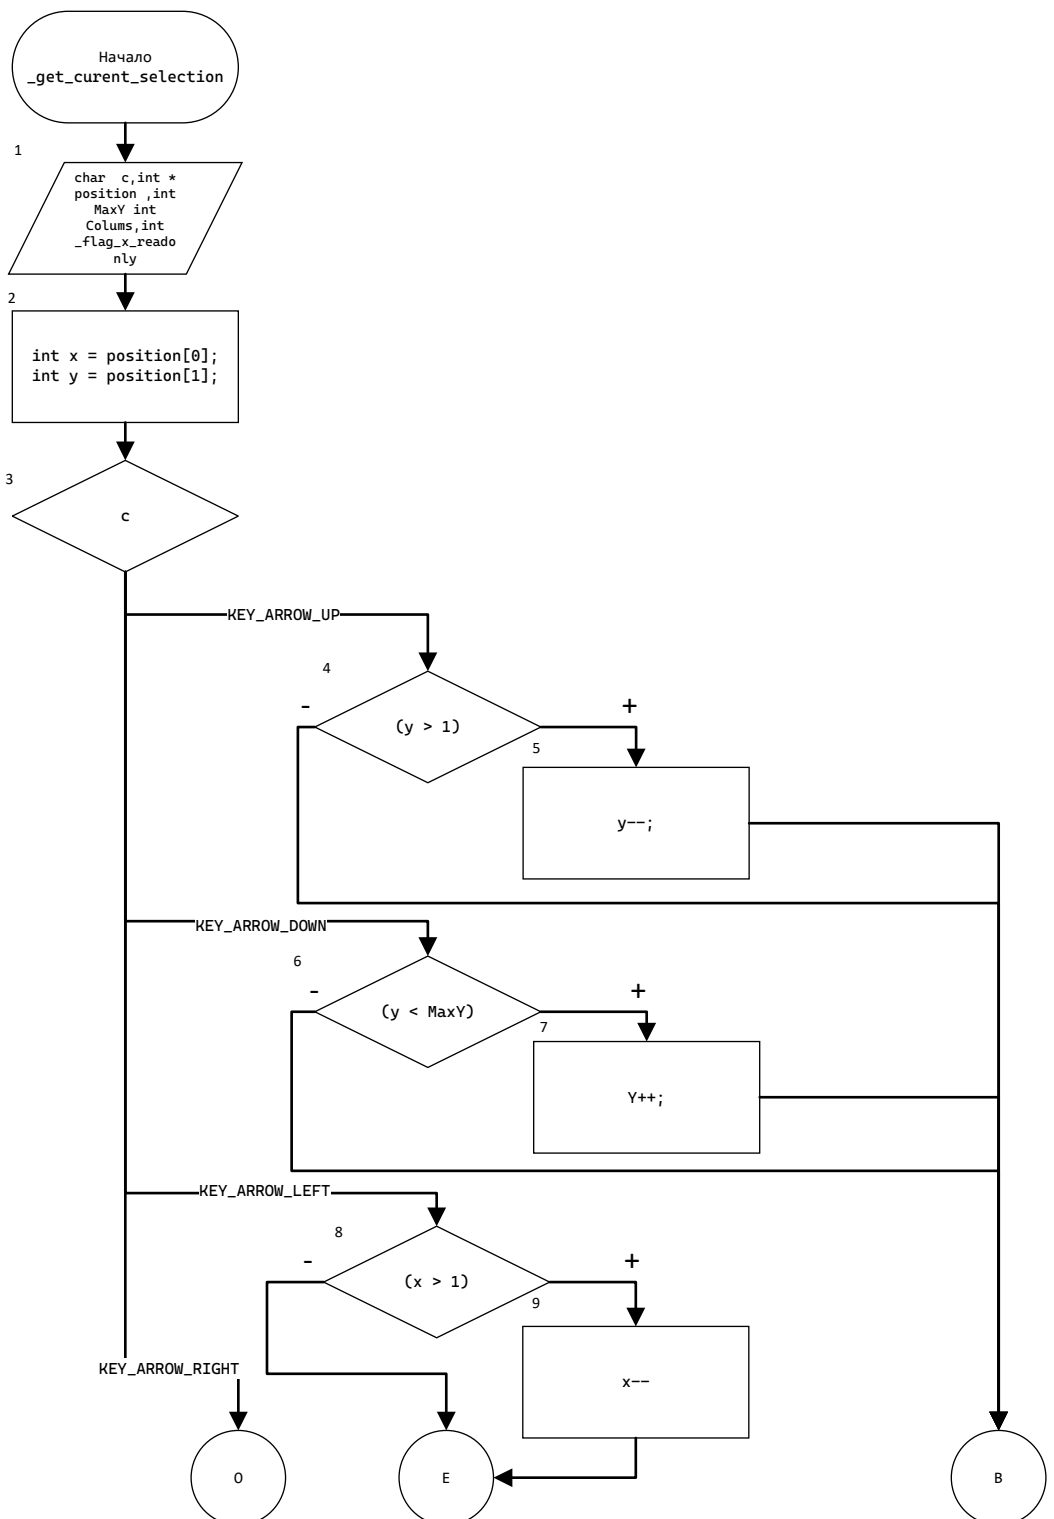 Начало
_get_curent_selection
1
char  c,int *
position ,int
MaxY int
Colums,int
_flag_x_reado
nly
2
int x = position[0];
int y = position[1];
3
c
KEY_ARROW_UP
4
-
+
(y > 1)
5
y--;
KEY_ARROW_DOWN
6
-
+
(y < MaxY)
7
Y++;
KEY_ARROW_LEFT
8
-
+
(x > 1)
9
KEY_ARROW_RIGHT
x--
O
E
B